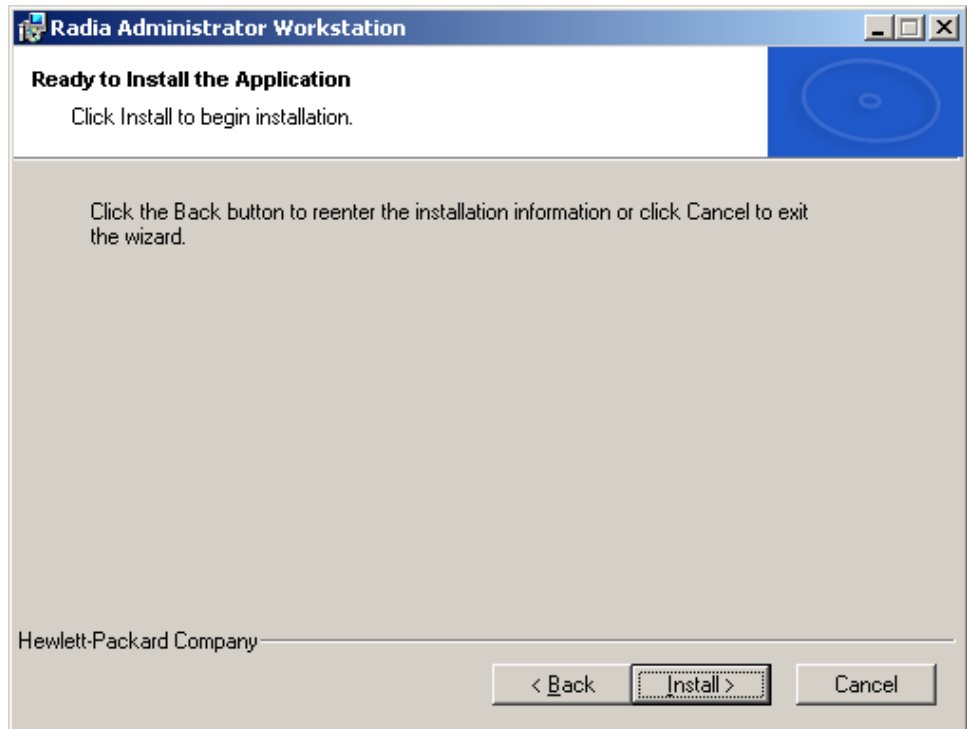 Radia Administrator Workstation
Ready to Install the Application
Click Install to begin installation.
Click the Back button to reenter the installation information or click Cancel to exit
the wizard.
Hewlett-Packard Company
< Back
Install >
Cancel